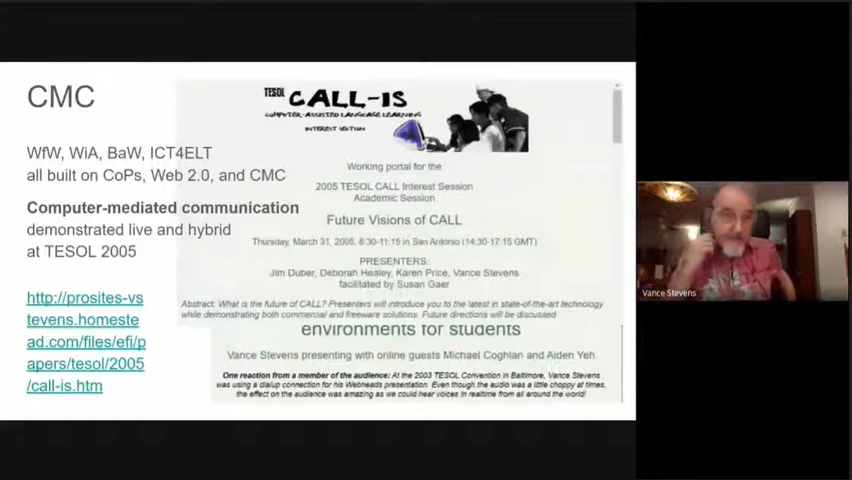 CMC
WfW, WiA, BaW, ICT4ELT
all built on CoPs, Web 2.0, and CMC
Computer-mediated communication
demonstrated live and hybrid
at TESOL 2005
http://prosites-vs
tevens.homeste
ad.com/files/efi/p
apers/tesol/2005
/call-is.htm
TESOL CALL-IS
COMPUTER-ASSISTED LANGUAGE LEARNING
INTEREST SECTION
Working portal for the
2005 TESOL CALL Interest Session
Academic Session
Future Visions of CALL
Thursday, March 31, 2005, 8:30-11:15 in San Antonio (14:30-17:15 GMT)
PRESENTERS:
Jim Duber, Deborah Healey, Karen Price, Vance Stevens
facilitated by Susan Gaer
Abstract: What is the future of CALL? Presenters will introduce you to the latest in state-of-the-art technology
while demonstrating both commercial and freeware solutions. Future directions will be discussed
environments for students
Vance Stevens presenting with online guests Michael Coghlan and Aiden Yeh.
One reaction from a member of the audience: At the 2003 TESOL Convention in Baltimore, Vance Stevens
was using a dialup connection for his Webheads presentation. Even though the audio was a little choppy at times,
the effect on the audience was amazing as we could hear voices in realtime from all around the world!
Vance Stevens